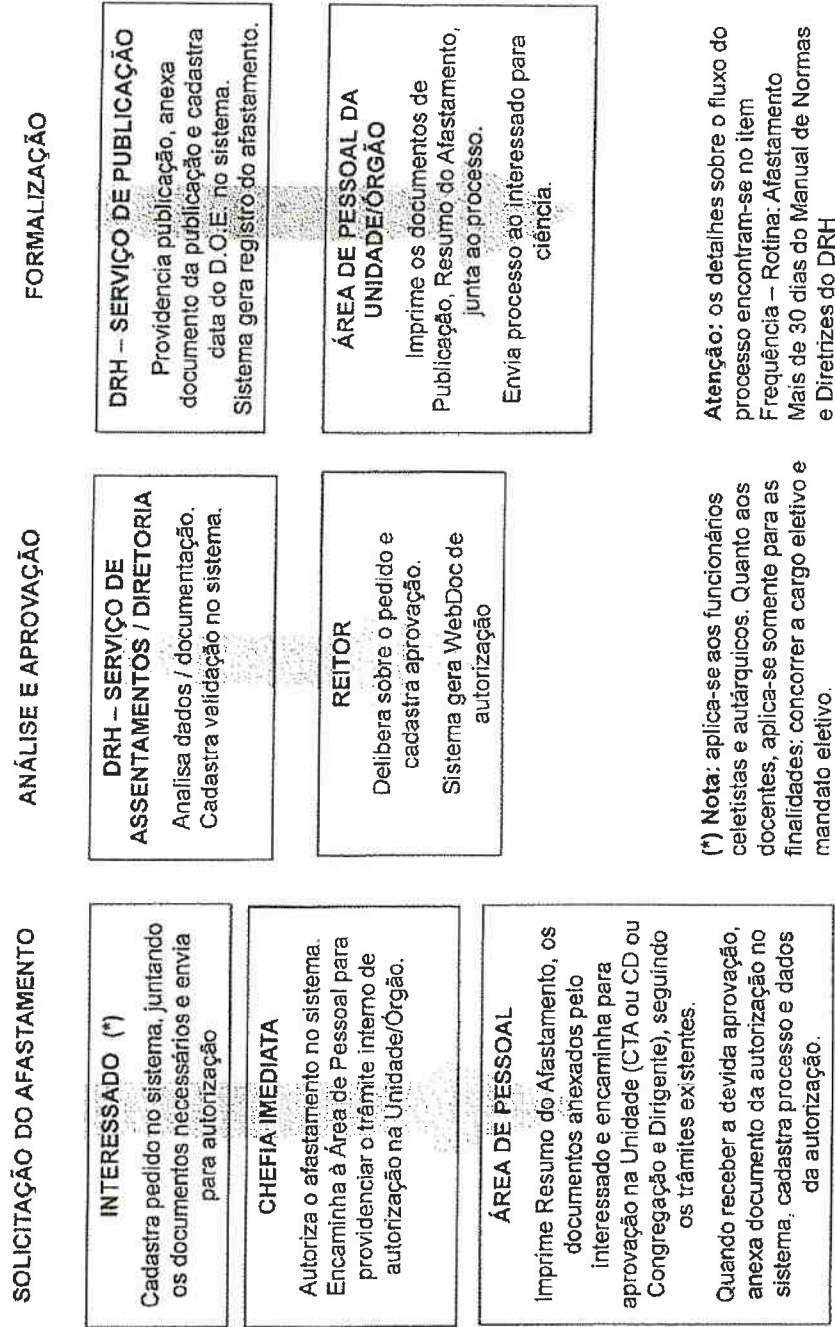 SOLICITAÇÃO DO AFASTAMENTO
INTERESSADO (*)
Cadastra pedido no sistema, juntando
os documentos necessários e envia
para autorização
CHEFIA IMEDIATA
Autoriza o afastamento no sistema.
Encaminha à Área de Pessoal para
providenciar o trâmite interno de
autorização na Unidade/Órgão.
ÁREA DE PESSOAL
Imprime Resumo do Afastamento, os
documentos anexados pelo
interessado e encaminha para
aprovação na Unidade (CTA ou CD ou
Congregação e Dirigente), seguindo
os trâmites existentes.
Quando receber a devida aprovação,
anexa documento da autorização no
sistema, cadastra processo e dados
da autorização.
ANÁLISE E APROVAÇÃO
DRH – SERVIÇO DE
ASSENTAMENTOS / DIRETORIA
Analisa dados / documentação.
Cadastra validação no sistema.
REITOR
Delibera sobre o pedido e
cadastra aprovação.
Sistema gera WebDoc de
autorização
(*) Nota: aplica-se aos funcionários
celetistas e autárquicos. Quanto aos
docentes, aplica-se somente para as
finalidades: concorrer a cargo eletivo e
mandato eletivo.
FORMALIZAÇÃO
DRH – SERVIÇO DE PUBLICAÇÃO
Providencia publicação, anexa
documento da publicação e cadastra
data do D.O.E. no sistema.
Sistema gera registro do afastamento.
ÁREA DE PESSOAL DA
UNIDADE/ÓRGÃO
Imprime os documentos de
Publicação, Resumo do Afastamento,
junta ao processo.
Envia processo ao interessado para
ciência.
Atenção: os detalhes sobre o fluxo do
processo encontram-se no item
Frequência – Rotina: Afastamento
Mais de 30 dias do Manual de Normas
e Diretrizes do DRH